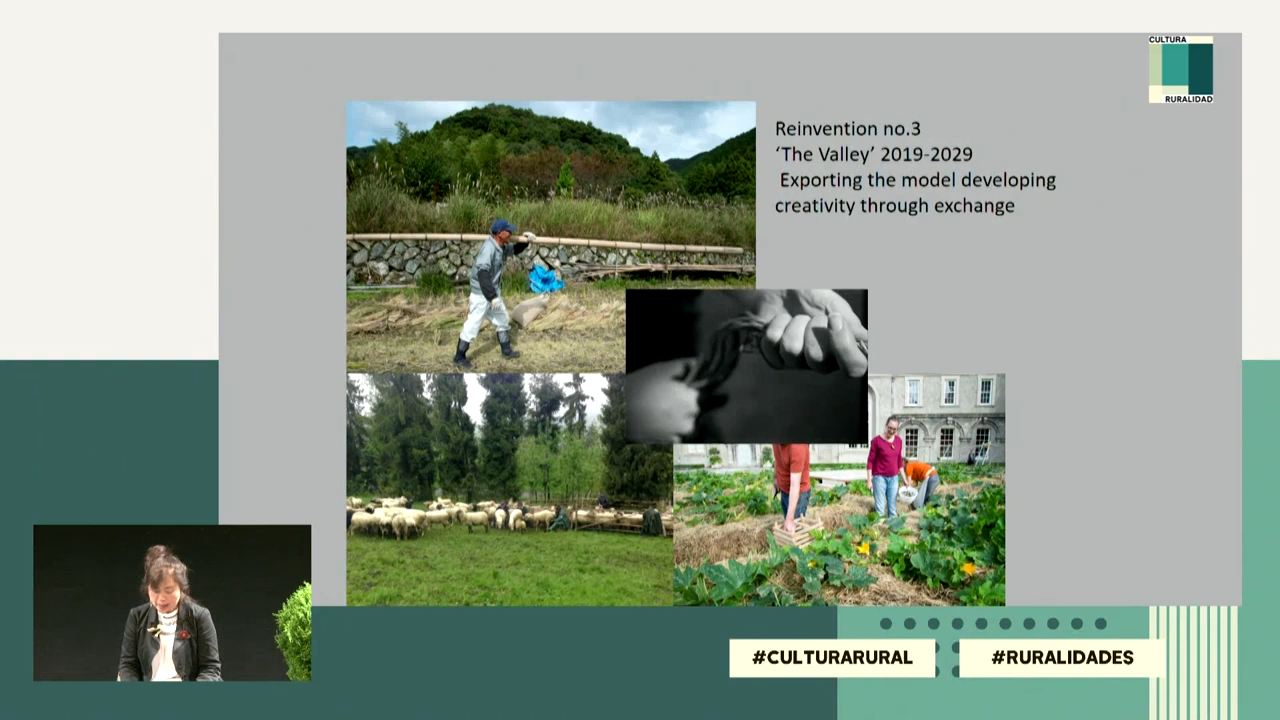 CULTURA
RURALIDAD
Reinvention no.3
‘The Valley’ 2019-2029
Exporting the model developing
creativity through exchange
#CULTURARURAL
#RURALIDADES